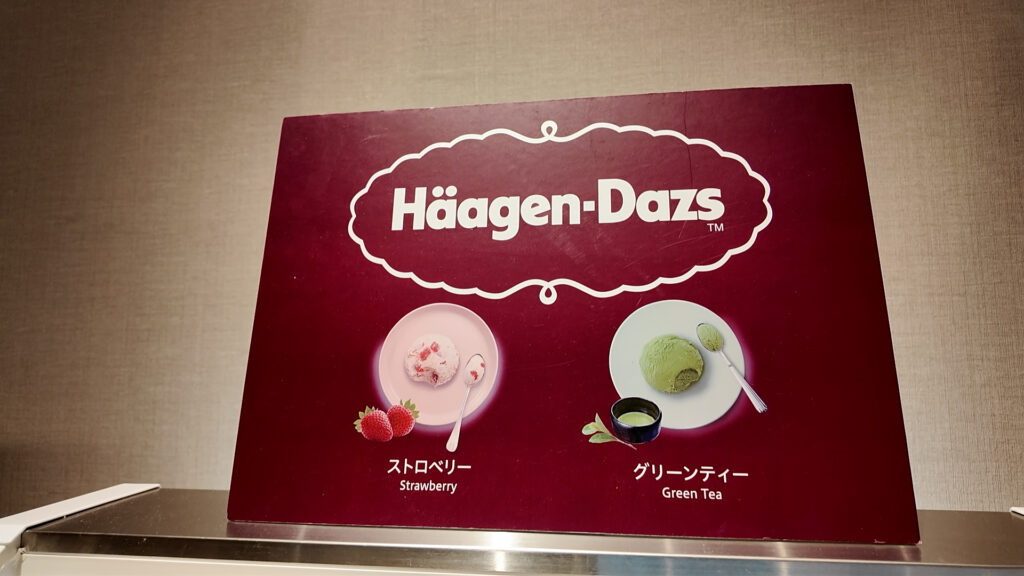 Häagen-Dazs
TM
ストロベリー
Strawberry
グリーンティー
Green Tea